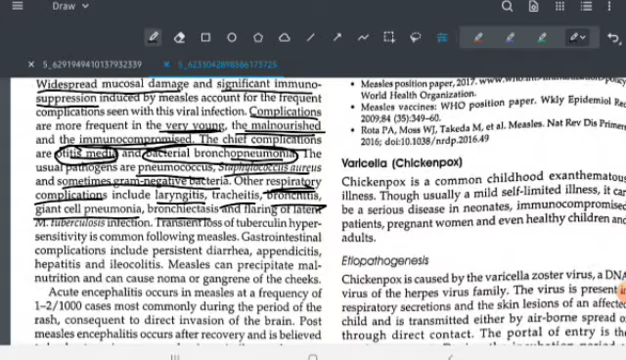 Draw
5_6291949410137932339
5_6233042898586173725
Widespread mucosal damage and significant immuno-
suppression induced by measles account for the frequent
complications seen with this viral infection. Complications
are more frequent in the very young, the malnourished
and the immunocompromised. The chief complications
are otitis media and bacterial bronchopneumonia. The
usual pathogens are pneumococcus, Staphylococcus aureus
and sometimes gram-negative bacteria. Other respiratory
complications include laryngitis, tracheitis, bronchitis,
giant cell pneumonia, bronchiectasis and flaring of latent
M. tuberculosis infection. Transient loss of tuberculin hyper-
sensitivity is common following measles. Gastrointestinal
complications include persistent diarrhea, appendicitis,
hepatitis and ileocolitis. Measles can precipitate mal-
nutrition and can cause noma or gangrene of the cheeks.
Acute encephalitis occurs in measles at a frequency of
1–2/1000 cases most commonly during the period of the
rash, consequent to direct invasion of the brain. Post
measles encephalitis occurs after recovery and is believed
• Measles position paper, 2017.
World Health Organization.
• Measles vaccines: WHO position paper. Wkly Epidemiol Rec
2009;84 (35):349-60.
• Rota PA, Moss WJ, Takeda M, et al. Measles. Nat Rev Dis Primers
2016; doi:10.1038/nrdp.2016.49
Varicella (Chickenpox)
Chickenpox is a common childhood exanthematous
illness. Though usually a mild self-limited illness, it can
be a serious disease in neonates, immunocompromised
patients, pregnant women and even healthy children and
adults.
Etiopathogenesis
Chickenpox is caused by the varicella zoster virus, a DNA
virus of the herpes virus family. The virus is present in
respiratory secretions and the skin lesions of an affected
child and is transmitted either by air-borne spread or
through direct contact. The portal of entry is the